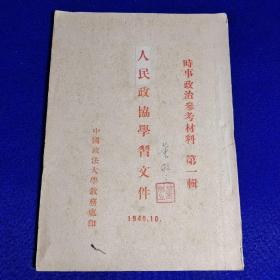 時事政治參考材料 第一輯
人民政協學習文件
1949.10.
中國政法大學教務處印